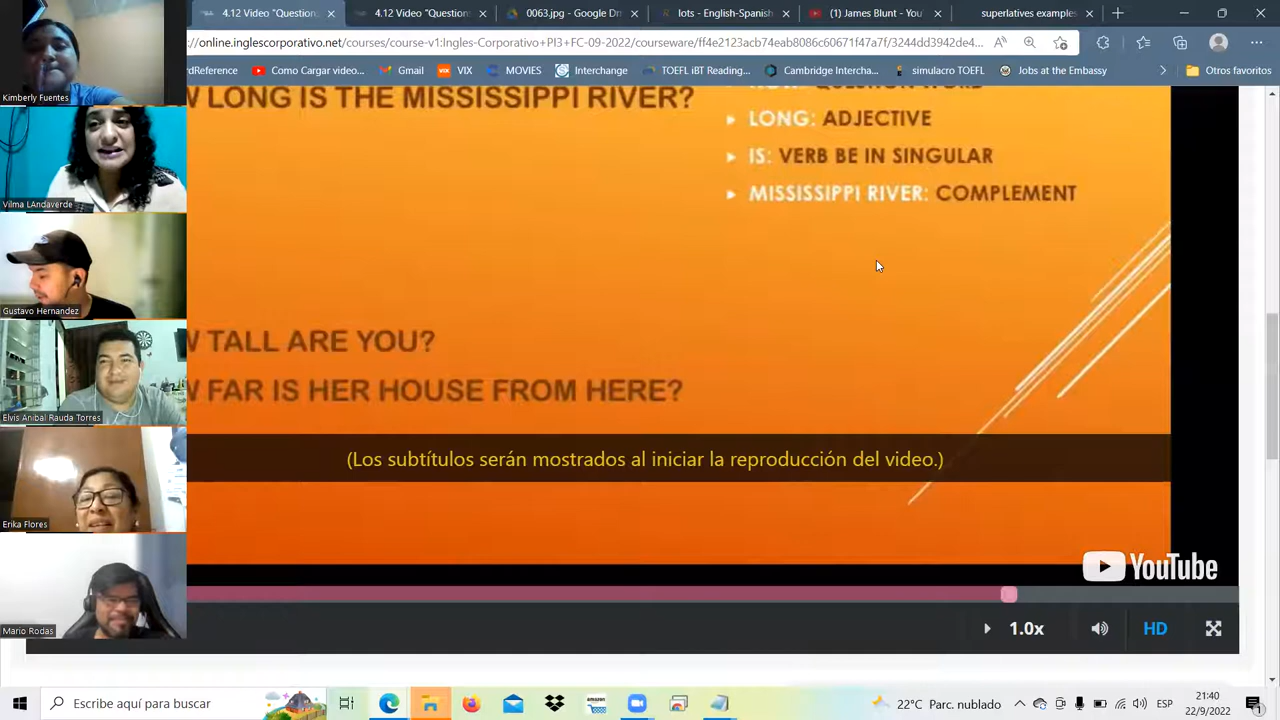 4.12 Video "Question
4.12 Video "Questions
0063.jpg - Google Dri
lots - English-Spanish
(1) James Blunt - You
superlatives examples
//online.inglescorporativo.net/courses/course-v1:Ingles-Corporativo+PI3+FC-09-2022/courseware/ff4e2123acb74eab8086c60671f47a7f/3244dd3942de4...
rdReference
Como Cargar video...
Gmail
VIX
MOVIES
Interchange
TOEFL iBT Reading...
Cambridge Intercha...
simulacro TOEFL
Jobs at the Embassy
Otros favoritos
Kimberly Fuentes
Vilma LAndaverde
Gustavo Hernandez
Elvis Anibal Rauda Torres
Erika Flores
Mario Rodas
W LONG IS THE MISSISSIPPI RIVER?
QUESTION WORD
LONG: ADJECTIVE
IS: VERB BE IN SINGULAR
MISSISSIPPI RIVER: COMPLEMENT
W TALL ARE YOU?
W FAR IS HER HOUSE FROM HERE?
(Los subtítulos serán mostrados al iniciar la reproducción del video.)
YouTube
1.0x
HD
Escribe aquí para buscar
22°C Parc. nublado
ESP
21:40
22/9/2022
1